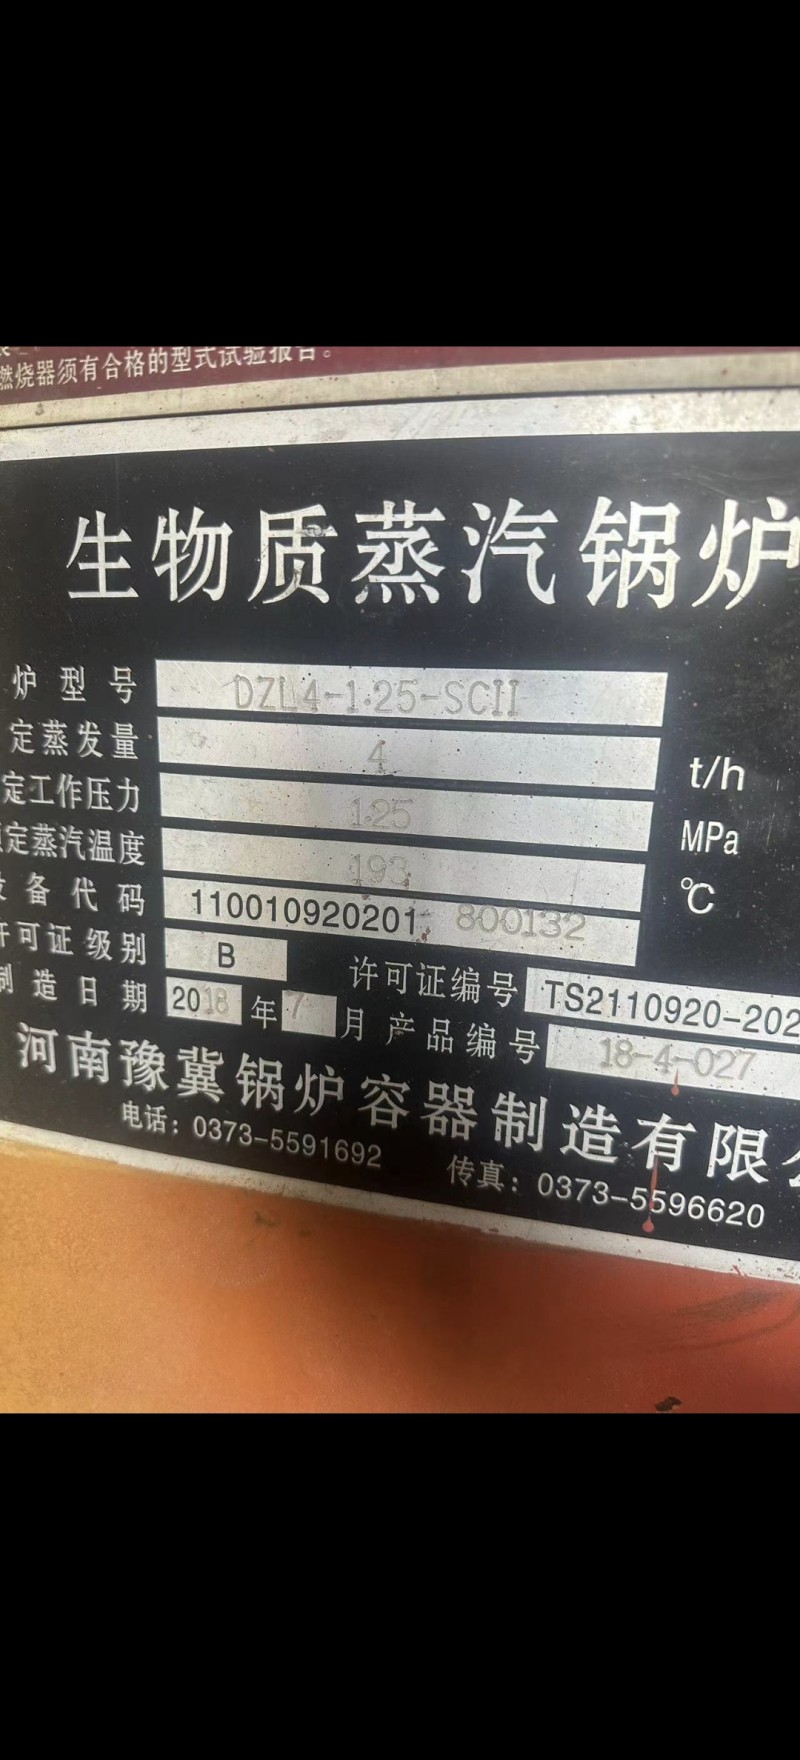 燃烧器须有合格的型式试验报告。
生物质蒸汽锅炉
炉型号 DZL4-1.25-SCII
定蒸发量 4 t/h
定工作压力 1.25 MPa
定蒸汽温度 193 ℃
备代码 110010920201 800132
许可证级别 B 许可证编号 TS2110920-202
制造日期 2018年7月 产品编号 18-4-027
河南豫冀锅炉容器制造有限
电话：0373-5591692 传真：0373-5596620